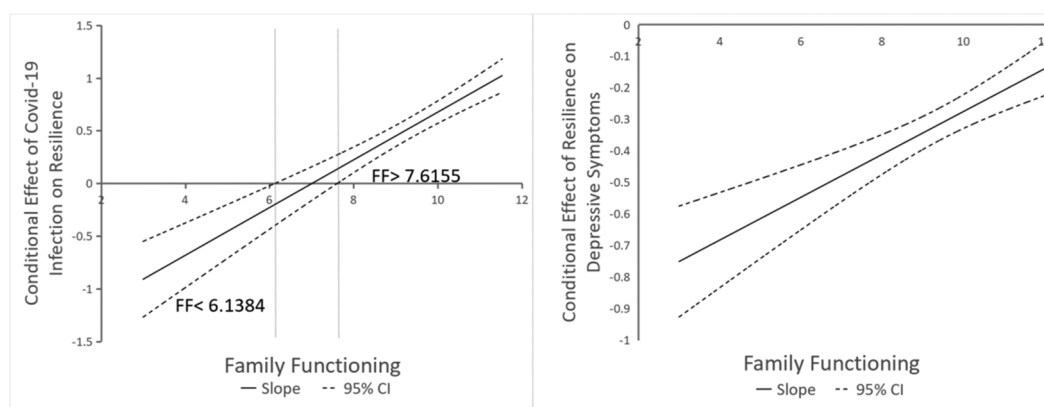 Conditional Effect of Covid-19
Infection on Resilience
1.5
1
0.5
0
-0.5
-1
-1.5
2
4
6
8
10
12
FF> 7.6155
FF< 6.1384
Family Functioning
Slope
95% CI
Conditional Effect of Resilience on
Depressive Symptoms
0
-0.1
-0.2
-0.3
-0.4
-0.5
-0.6
-0.7
-0.8
-0.9
-1
2
4
6
8
10
Family Functioning
Slope
95% CI